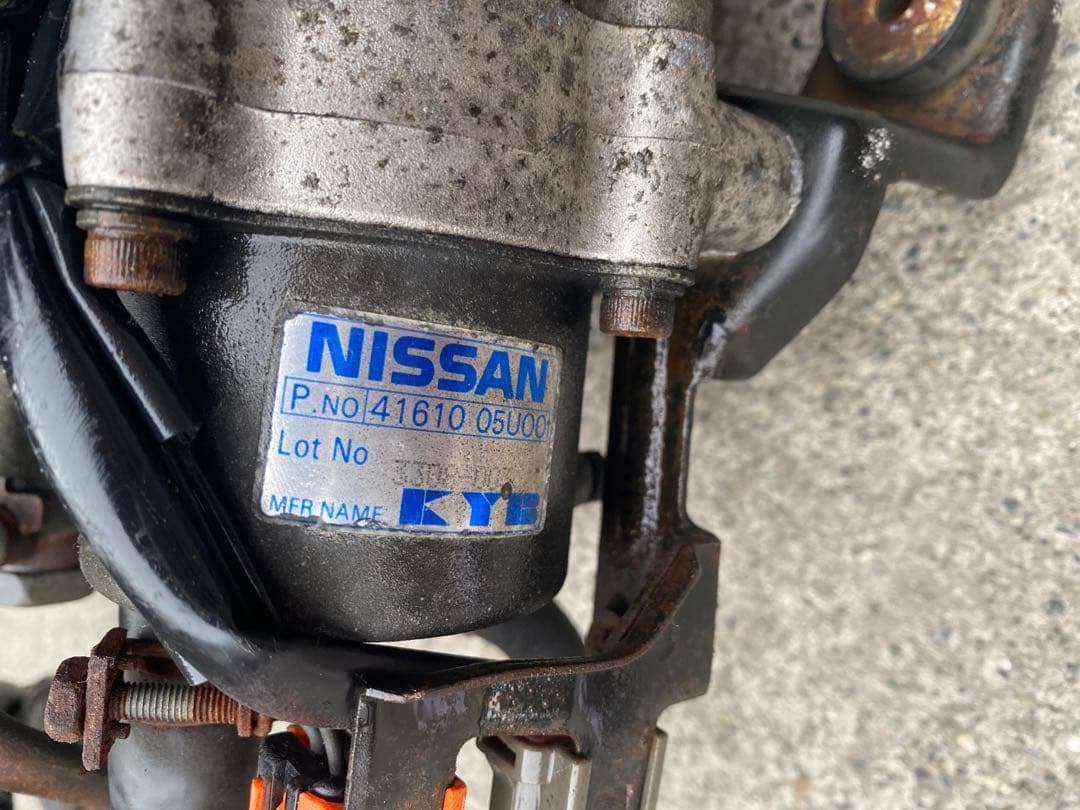 NISSAN
P.NO 41610 05U00
Lot No
MFR NAME KYB